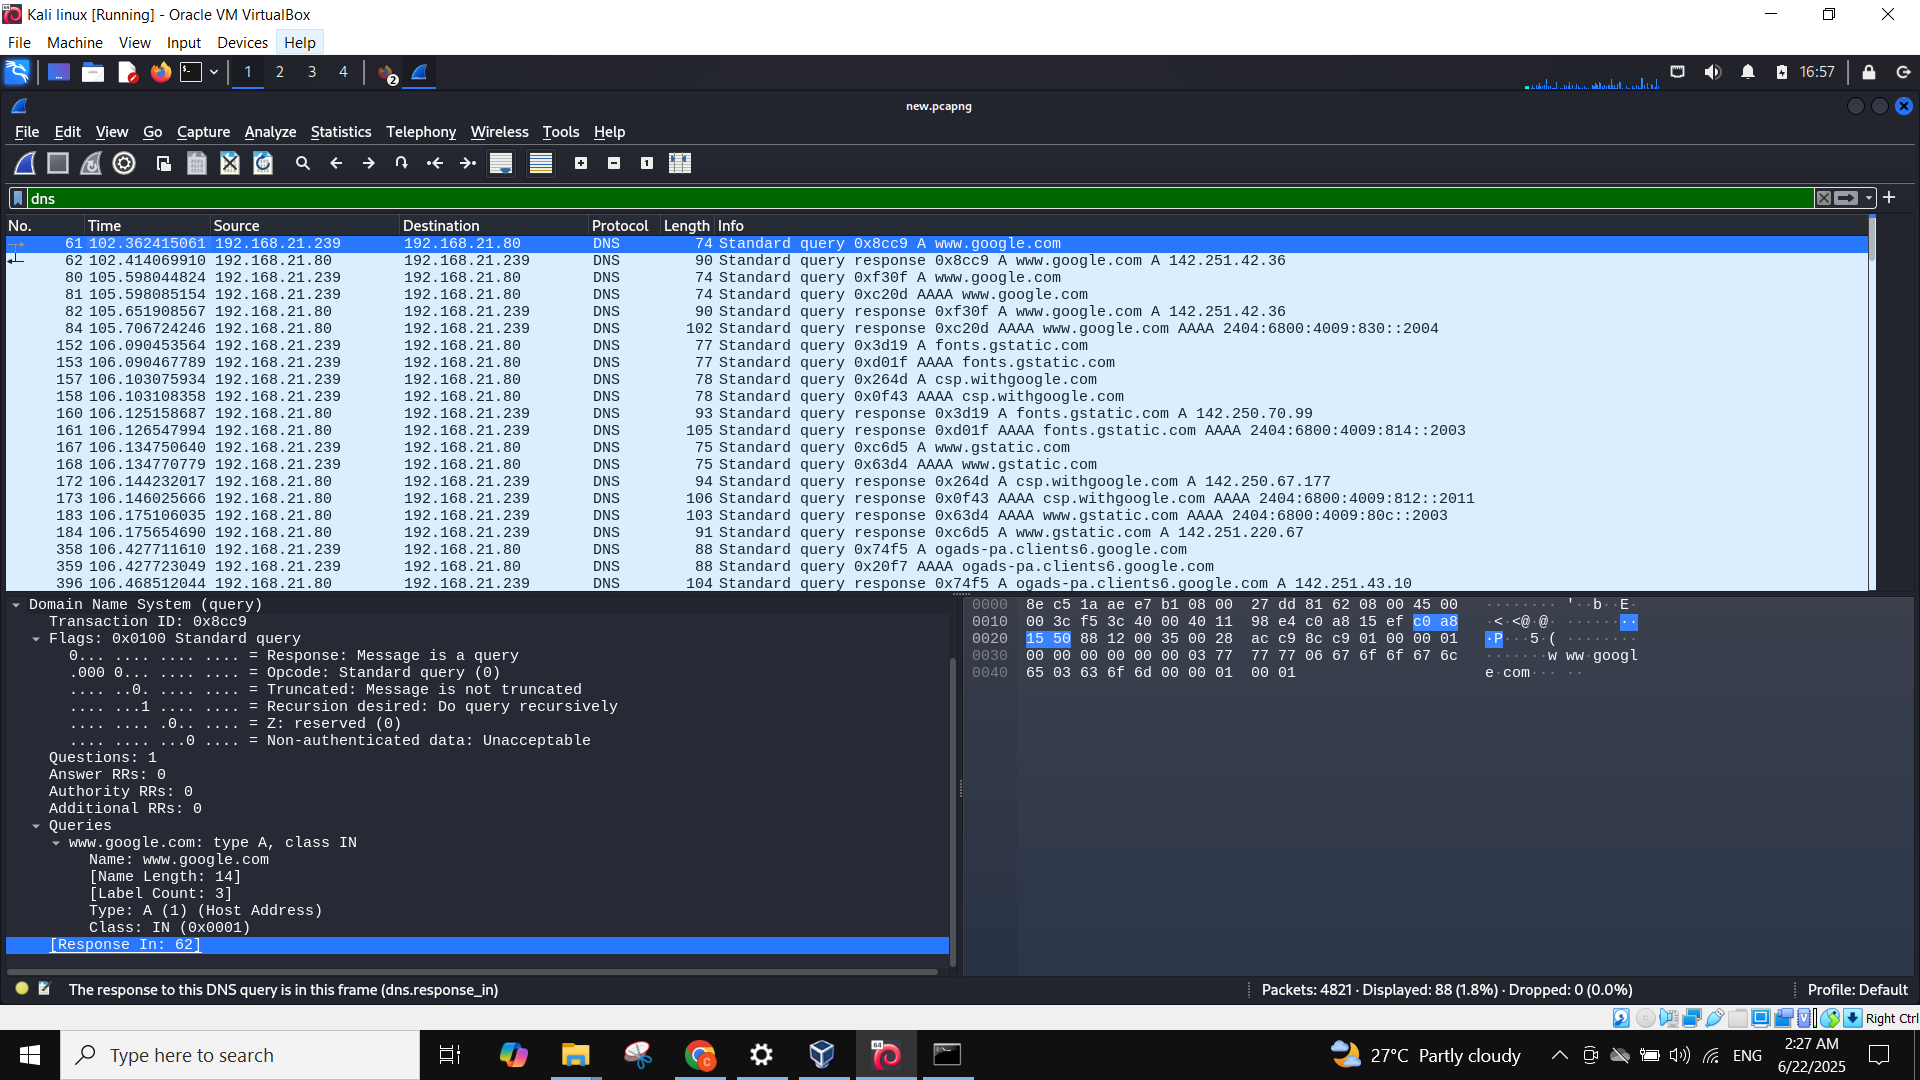 Kali linux [Running] - Oracle VM VirtualBox
File Machine View Input Devices Help
1 2 3 4 2 16:57
new.pcapng
File Edit View Go Capture Analyze Statistics Telephony Wireless Tools Help
dns
No. Time Source Destination Protocol Length Info
61 102.362415061 192.168.21.239 192.168.21.80 DNS 74 Standard query 0x8cc9 A www.google.com
62 102.414069910 192.168.21.80 192.168.21.239 DNS 90 Standard query response 0x8cc9 A www.google.com A 142.251.42.36
80 105.598044824 192.168.21.239 192.168.21.80 DNS 74 Standard query 0xf30f A www.google.com
81 105.598085154 192.168.21.239 192.168.21.80 DNS 74 Standard query 0xc20d AAAA www.google.com
82 105.651908567 192.168.21.80 192.168.21.239 DNS 90 Standard query response 0xf30f A www.google.com A 142.251.42.36
84 105.706724246 192.168.21.80 192.168.21.239 DNS 102 Standard query response 0xc20d AAAA www.google.com AAAA 2404:6800:4009:830::2004
152 106.090453564 192.168.21.239 192.168.21.80 DNS 77 Standard query 0x3d19 A fonts.gstatic.com
153 106.090467789 192.168.21.239 192.168.21.80 DNS 77 Standard query 0xd01f AAAA fonts.gstatic.com
157 106.103075934 192.168.21.239 192.168.21.80 DNS 78 Standard query 0x264d A csp.withgoogle.com
158 106.103108358 192.168.21.239 192.168.21.80 DNS 78 Standard query 0x0f43 AAAA csp.withgoogle.com
160 106.125158687 192.168.21.80 192.168.21.239 DNS 93 Standard query response 0x3d19 A fonts.gstatic.com A 142.250.70.99
161 106.126547994 192.168.21.80 192.168.21.239 DNS 105 Standard query response 0xd01f AAAA fonts.gstatic.com AAAA 2404:6800:4009:814::2003
167 106.134750640 192.168.21.239 192.168.21.80 DNS 75 Standard query 0xc6d5 A www.gstatic.com
168 106.134770779 192.168.21.239 192.168.21.80 DNS 75 Standard query 0x63d4 AAAA www.gstatic.com
172 106.144232017 192.168.21.80 192.168.21.239 DNS 94 Standard query response 0x264d A csp.withgoogle.com A 142.250.67.177
173 106.146025666 192.168.21.80 192.168.21.239 DNS 106 Standard query response 0x0f43 AAAA csp.withgoogle.com AAAA 2404:6800:4009:812::2011
183 106.175106035 192.168.21.80 192.168.21.239 DNS 103 Standard query response 0x63d4 AAAA www.gstatic.com AAAA 2404:6800:4009:80c::2003
184 106.175654690 192.168.21.80 192.168.21.239 DNS 91 Standard query response 0xc6d5 A www.gstatic.com A 142.251.220.67
358 106.427711610 192.168.21.239 192.168.21.80 DNS 88 Standard query 0x74f5 A ogads-pa.clients6.google.com
359 106.427723049 192.168.21.239 192.168.21.80 DNS 88 Standard query 0x20f7 AAAA ogads-pa.clients6.google.com
396 106.468512044 192.168.21.80 192.168.21.239 DNS 104 Standard query response 0x74f5 A ogads-pa.clients6.google.com A 142.251.43.10
Domain Name System (query)
Transaction ID: 0x8cc9
Flags: 0x0100 Standard query
0... .... .... .... = Response: Message is a query
.000 0... .... .... = Opcode: Standard query (0)
.... ..0. .... .... = Truncated: Message is not truncated
.... ...1 .... .... = Recursion desired: Do query recursively
.... .... .0.. .... = Z: reserved (0)
.... .... ...0 .... = Non-authenticated data: Unacceptable
Questions: 1
Answer RRs: 0
Authority RRs: 0
Additional RRs: 0
Queries
www.google.com: type A, class IN
Name: www.google.com
[Name Length: 14]
[Label Count: 3]
Type: A (1) (Host Address)
Class: IN (0x0001)
[Response In: 62]
0000 8e c5 1a ae e7 b1 08 00 27 dd 81 62 08 00 45 00 ········ '··b··E·
0010 00 3c f5 3c 40 00 40 11 98 e4 c0 a8 15 ef c0 a8 ·<·<@·@· ········
0020 15 50 88 12 00 35 00 28 ac c9 8c c9 01 00 00 01 ·P···5·( ········
0030 00 00 00 00 00 00 03 77 77 77 06 67 6f 6f 67 6c ·······w ww·googl
0040 65 03 63 6f 6d 00 00 01 00 01 e·com··· ··
The response to this DNS query is in this frame (dns.response_in)
Packets: 4821 · Displayed: 88 (1.8%) · Dropped: 0 (0.0%)
Profile: Default
Right Ctrl
Type here to search
27°C Partly cloudy
ENG
2:27 AM
6/22/2025